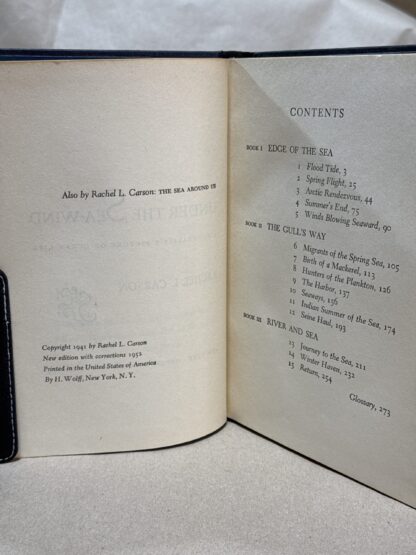 Also by Rachel L. Carson: THE SEA AROUND US
UNDER THE SEA-WIND
Copyright 1941 by Rachel L. Carson
New edition with corrections 1952
Printed in the United States of America
By H. Wolff, New York, N. Y.
CONTENTS
BOOK I EDGE OF THE SEA
1 Flood Tide, 3
2 Spring Flight, 25
3 Arctic Rendezvous, 44
4 Summer's End, 75
5 Winds Blowing Seaward, 90
BOOK II THE GULL'S WAY
6 Migrants of the Spring Sea, 105
7 Birth of a Mackerel, 113
8 Hunters of the Plankton, 126
9 The Harbor, 137
10 Seaways, 156
11 Indian Summer of the Sea, 174
12 Seine Haul, 193
BOOK III RIVER AND SEA
13 Journey to the Sea, 211
14 Winter Haven, 232
15 Return, 254
Glossary, 273